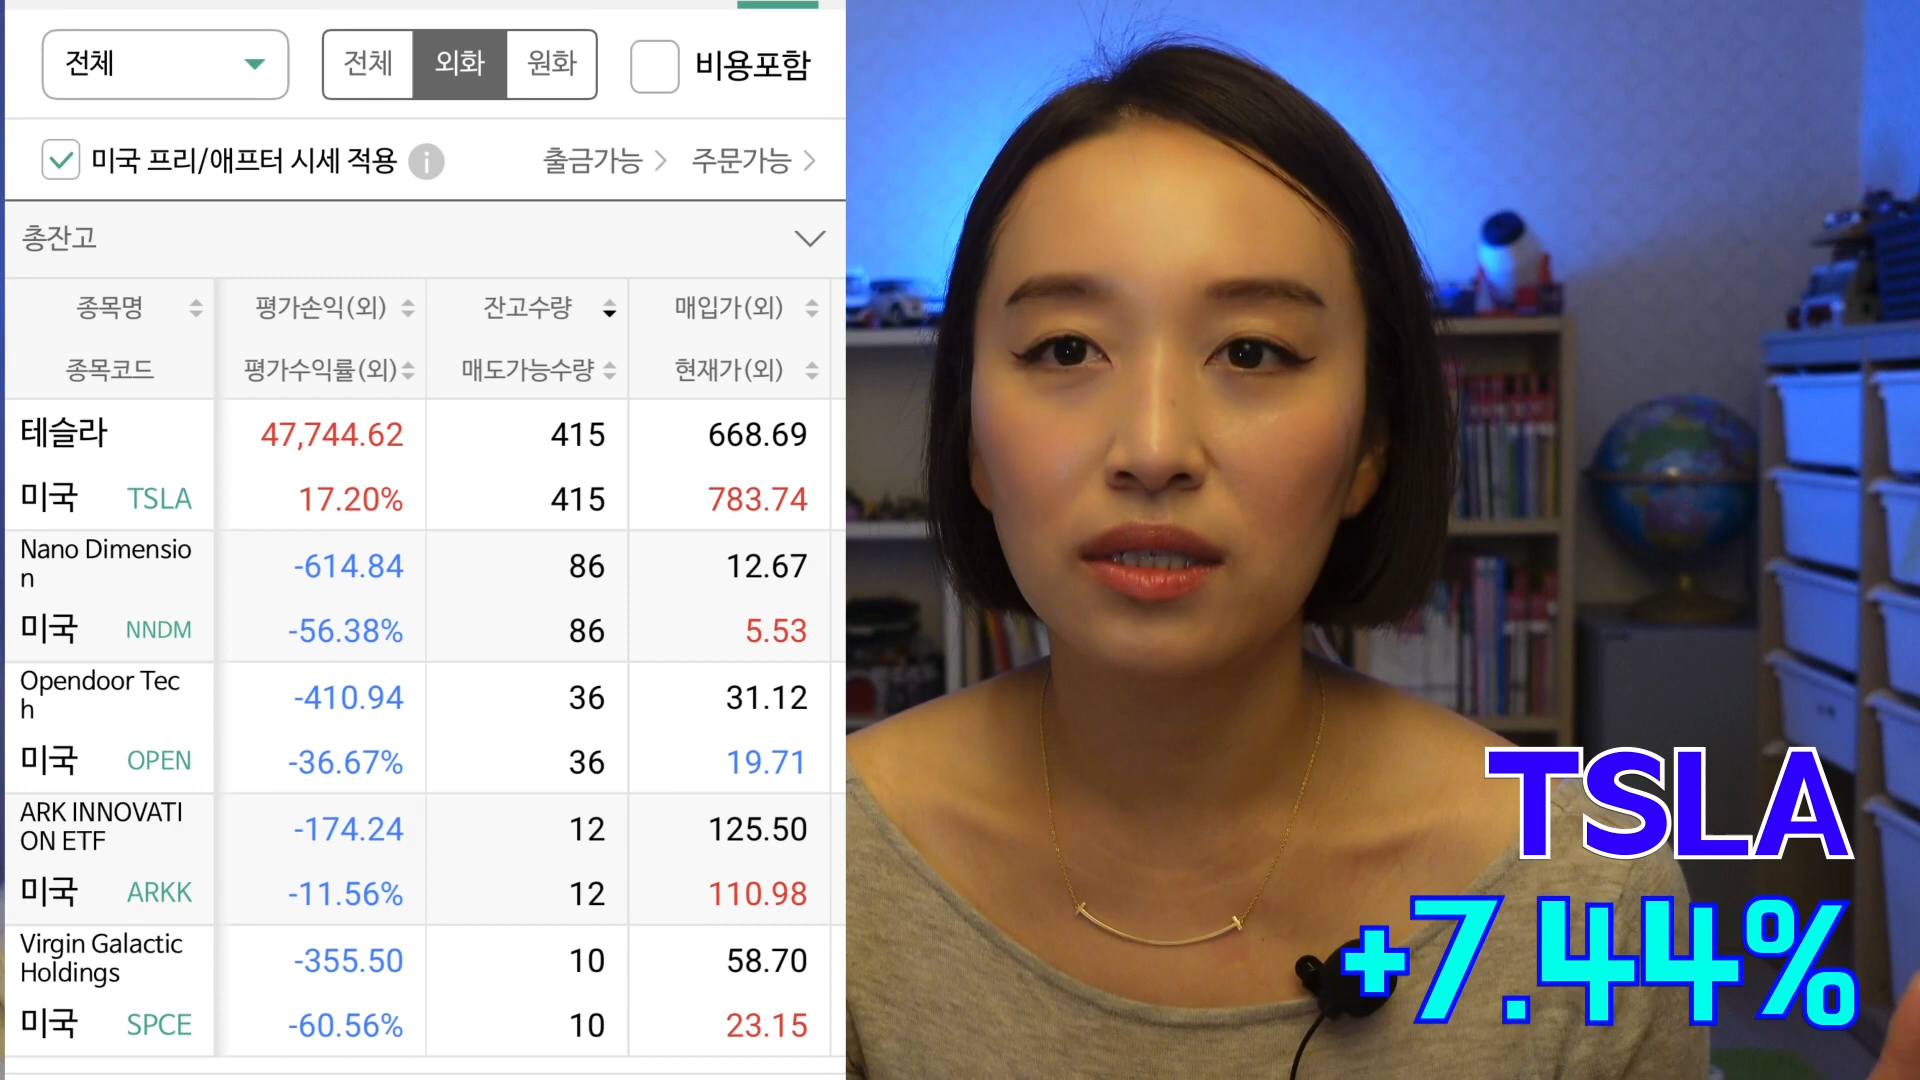 전체
전체 외화 원화
비용포함
미국 프리/애프터 시세 적용
출금가능
주문가능
총잔고
종목명 평가손익(외) 잔고수량 매입가(외)
종목코드 평가수익률(외) 매도가능수량 현재가(외)
테슬라 47,744.62 415 668.69
미국 TSLA 17.20% 415 783.74
Nano Dimensio
n
-614.84 86 12.67
미국 NNDM -56.38% 86 5.53
Opendoor Tec
h
-410.94 36 31.12
미국 OPEN -36.67% 36 19.71
ARK INNOVATI
ON ETF
-174.24 12 125.50
미국 ARKK -11.56% 12 110.98
Virgin Galactic
Holdings
-355.50 10 58.70
미국 SPCE -60.56% 10 23.15
TSLA
+7.44%